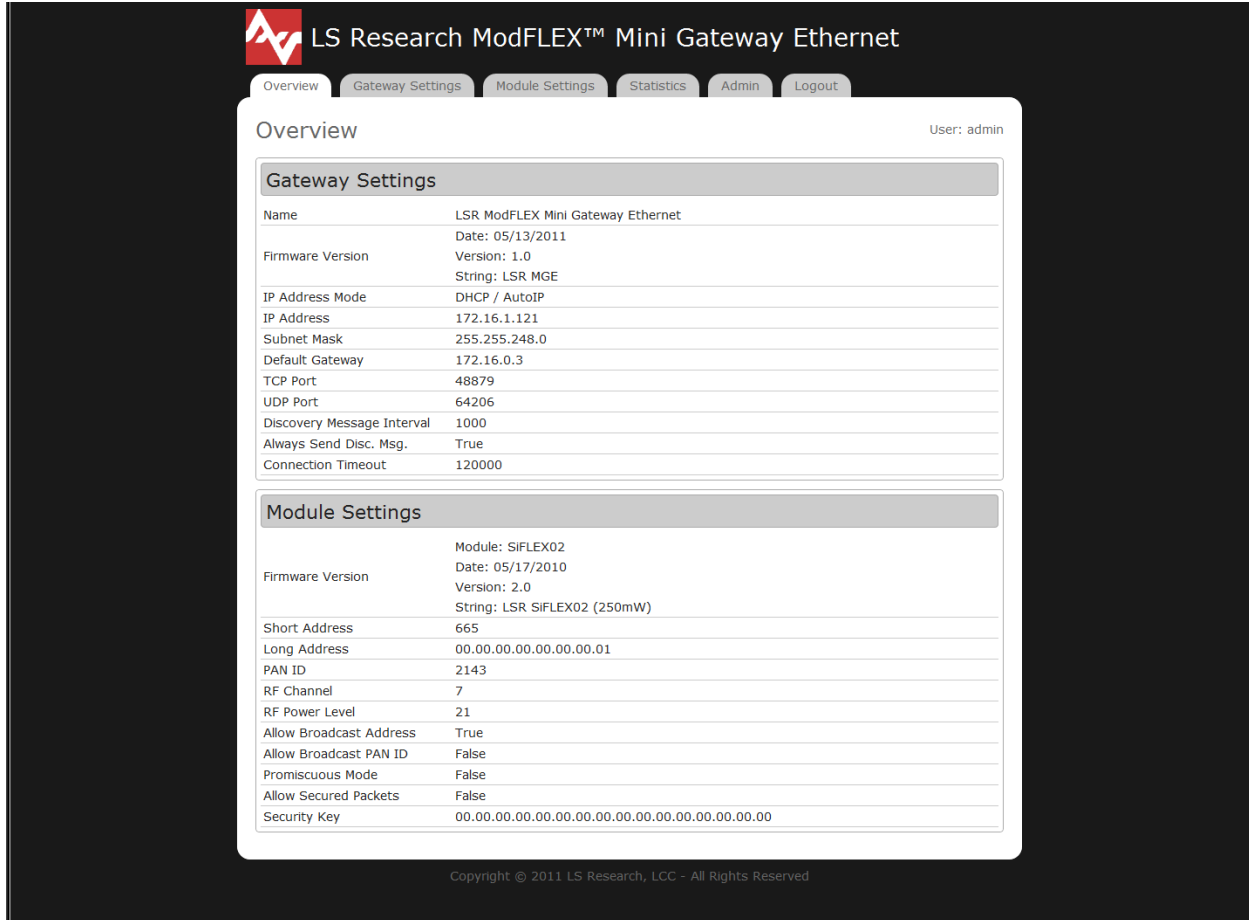 LS Research ModFLEX™ Mini Gateway Ethernet
Overview Gateway Settings Module Settings Statistics Admin Logout
Overview User: admin
Gateway Settings
Name LSR ModFLEX Mini Gateway Ethernet
Date: 05/13/2011
Firmware Version Version: 1.0
String: LSR MGE
IP Address Mode DHCP / AutoIP
IP Address 172.16.1.121
Subnet Mask 255.255.248.0
Default Gateway 172.16.0.3
TCP Port 48879
UDP Port 64206
Discovery Message Interval 1000
Always Send Disc. Msg. True
Connection Timeout 120000
Module Settings
Module: SiFLEX02
Date: 05/17/2010
Firmware Version
Version: 2.0
String: LSR SiFLEX02 (250mW)
Short Address 665
Long Address 00.00.00.00.00.00.00.01
PAN ID 2143
RF Channel 7
RF Power Level 21
Allow Broadcast Address True
Allow Broadcast PAN ID False
Promiscuous Mode False
Allow Secured Packets False
Security Key 00.00.00.00.00.00.00.00.00.00.00.00.00.00.00.00
Copyright © 2011 LS Research, LCC - All Rights Reserved